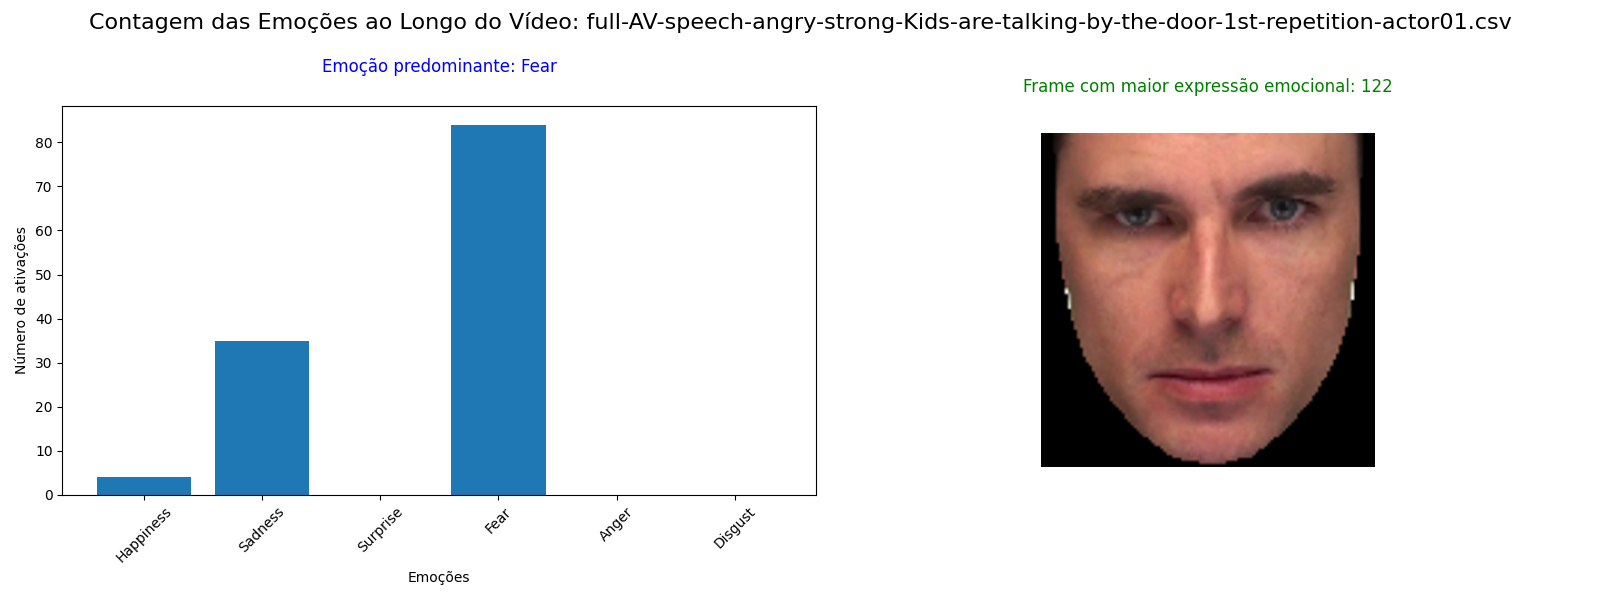 Contagem das Emoções ao Longo do Vídeo: full-AV-speech-angry-strong-Kids-are-talking-by-the-door-1st-repetition-actor01.csv
Emoção predominante: Fear
Frame com maior expressão emocional: 122
Número de ativações
80
70
60
50
40
30
20
10
0
Happiness
Sadness
Surprise
Fear
Anger
Disgust
Emoções